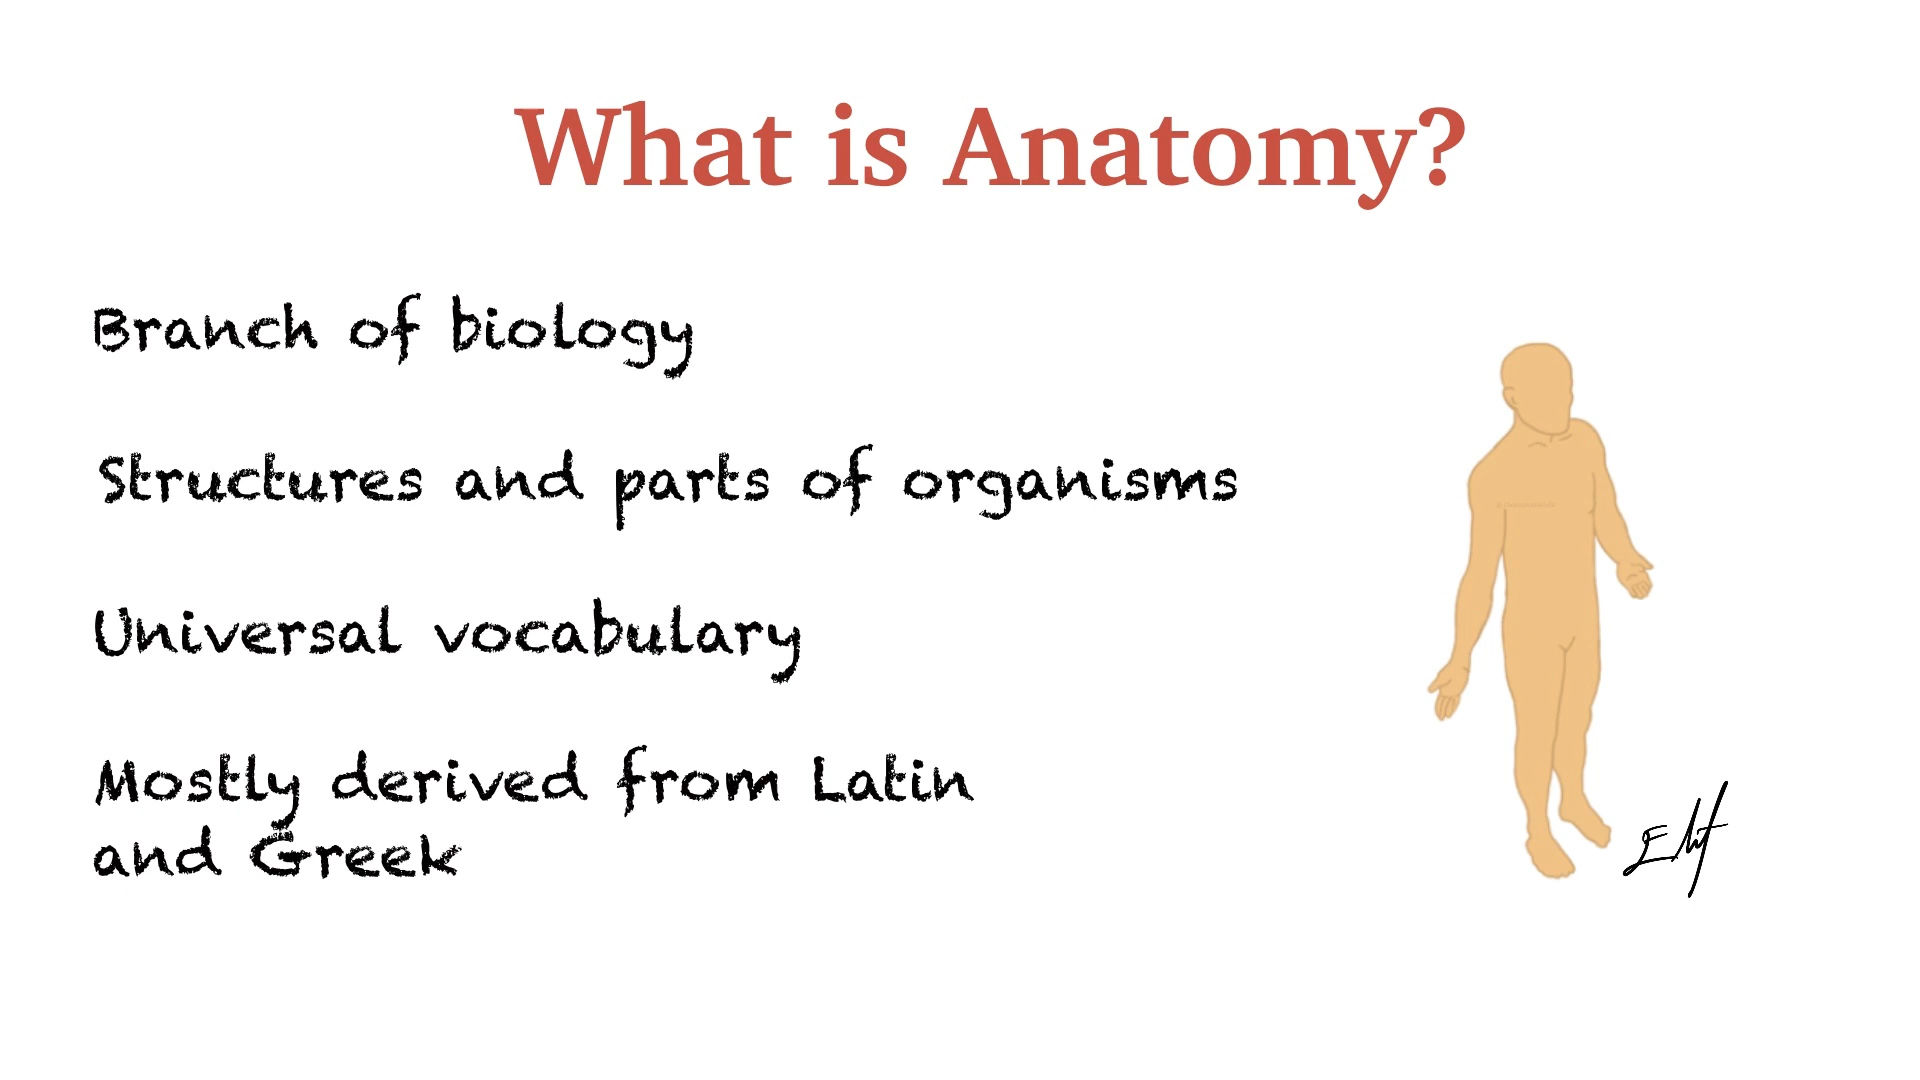 What is Anatomy?
Branch of biology
Structures and parts of organisms
Universal vocabulary
Mostly derived from Latin
and Greek